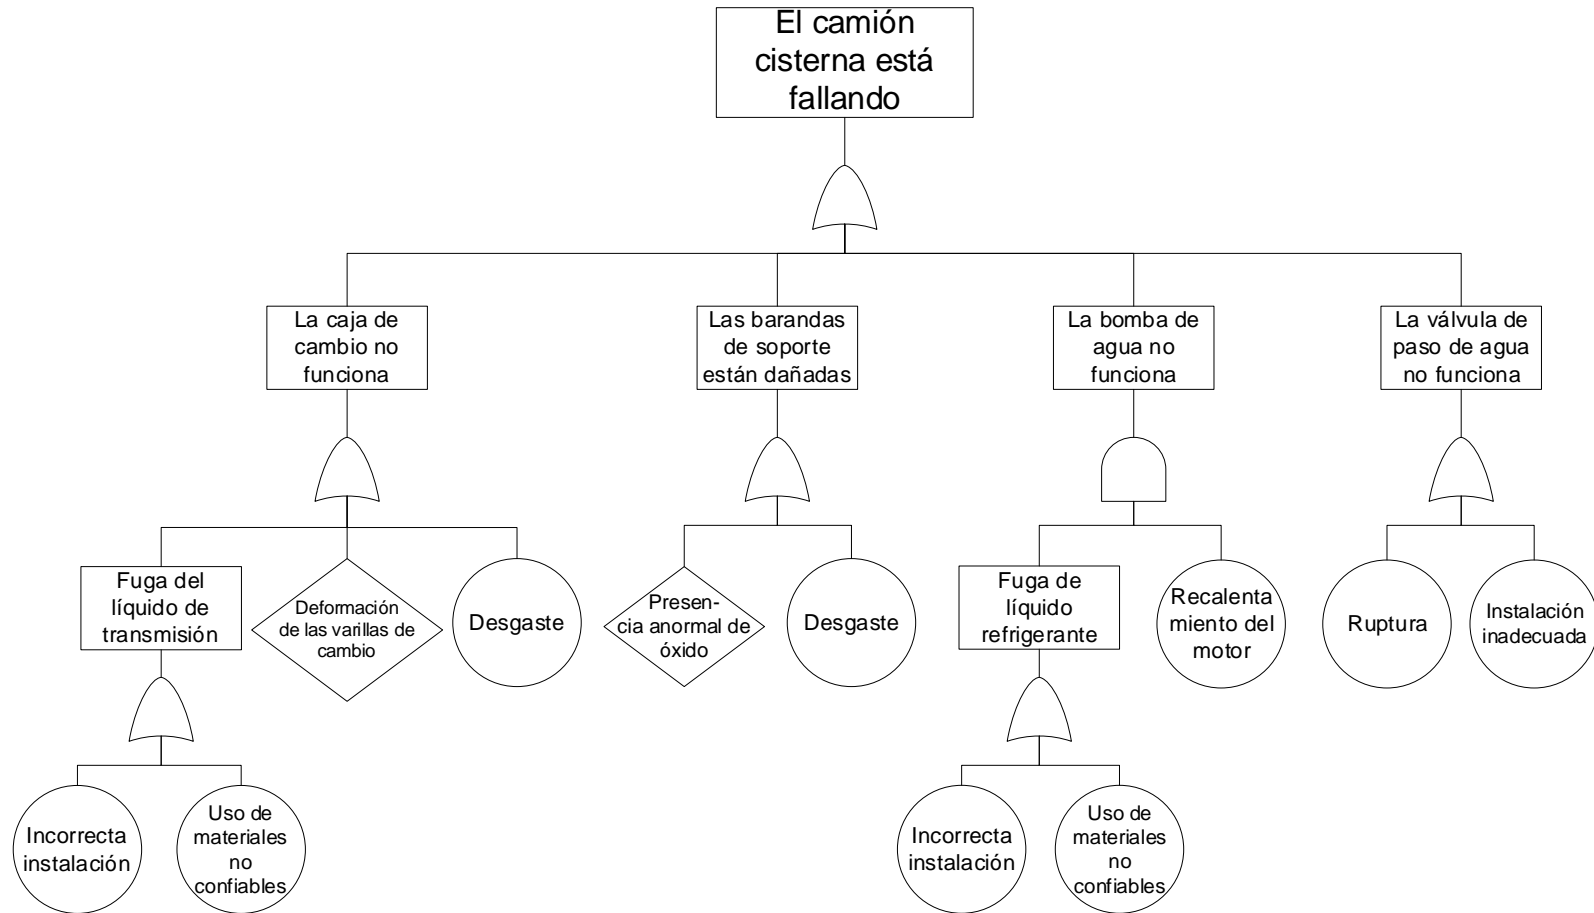 El camión
cisterna está
fallando
La caja de
cambio no
funciona
Las barandas
de soporte
están dañadas
La bomba de
agua no
funciona
La válvula de
paso de agua
no funciona
Fuga del
líquido de
transmisión
Deformación
de las varillas de
cambio
Desgaste
Presen-
cia anormal de
óxido
Desgaste
Fuga de
líquido
refrigerante
Recalenta
miento del
motor
Ruptura
Instalación
inadecuada
Incorrecta
instalación
Uso de
materiales
no
confiables
Incorrecta
instalación
Uso de
materiales
no
confiables